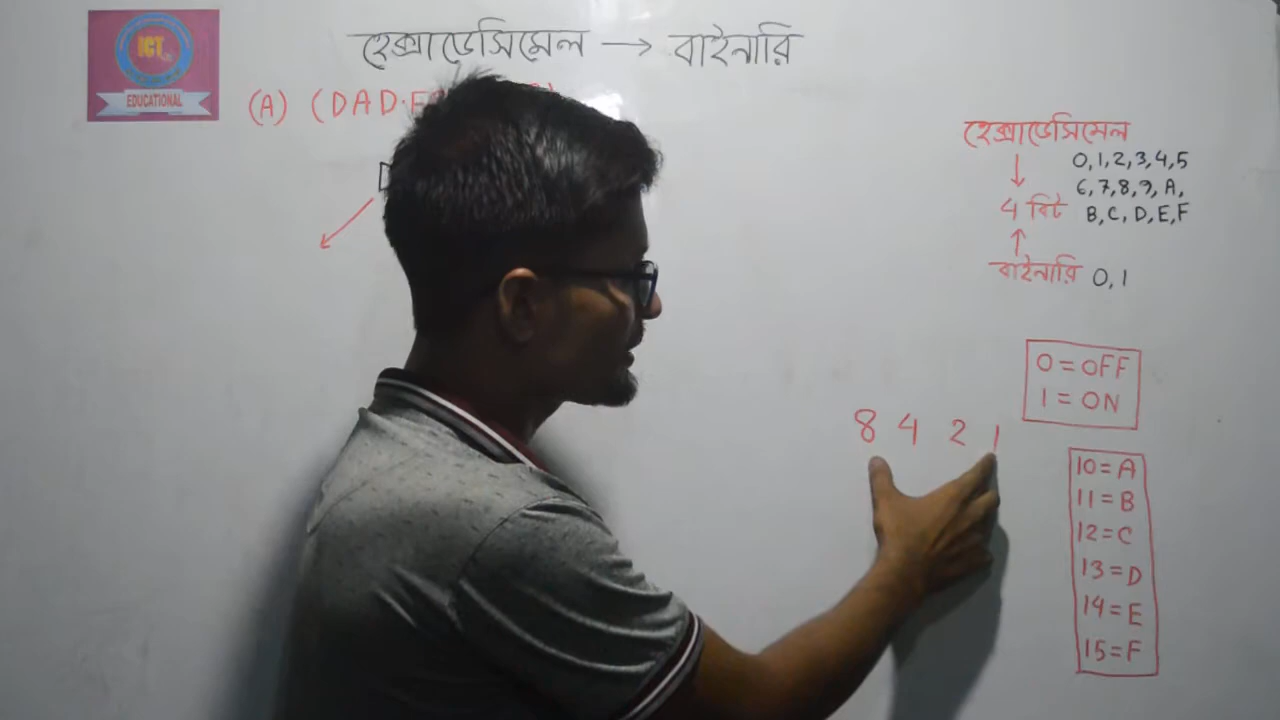 হেক্সাডেসিমেল → বাইনারি
ICT
EDUCATIONAL
(A) (DAD.
হেক্সাডেসিমেল
↓ 0,1,2,3,4,5
6,7,8,9,A,
4 বিট B,C,D,E,F
↑
বাইনারি 0,1
0=OFF
1=ON
8 4 2 1
10=A
11=B
12=C
13=D
14=E
15=F